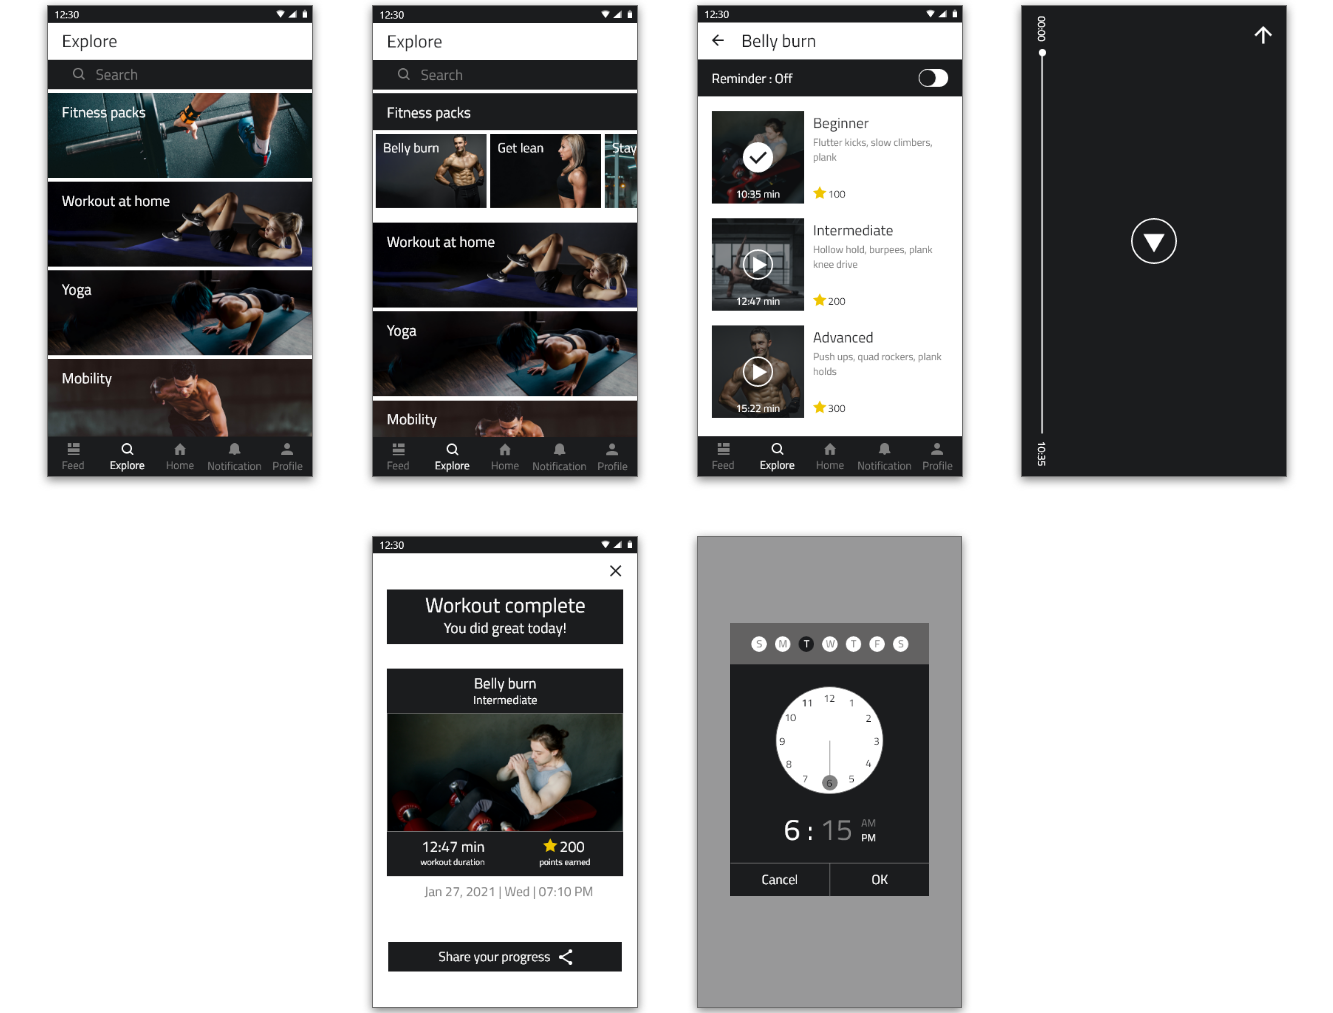 12:30
Explore
Search
Fitness packs
Workout at home
Yoga
Mobility
Feed Explore Home Notification Profile
12:30
Explore
Search
Fitness packs
Belly burn Get lean Stay
Workout at home
Yoga
Mobility
Feed Explore Home Notification Profile
12:30
Belly burn
Reminder : Off
Beginner
Flutter kicks, slow climbers,
plank
10:35 min
100
Intermediate
Hollow hold, burpees, plank
knee drive
12:47 min
200
Advanced
Push ups, quad rockers, plank
holds
15:22 min
300
Feed Explore Home Notification Profile
00:00
10:35
12:30
Workout complete
You did great today!
Belly burn
Intermediate
12:47 min 200
workout duration points earned
Jan 27, 2021 | Wed | 07:10 PM
Share your progress
S M T W T F S
12
11 1
10 2
9 3
8 4
7 5
6
6 : 15 AM
PM
Cancel OK